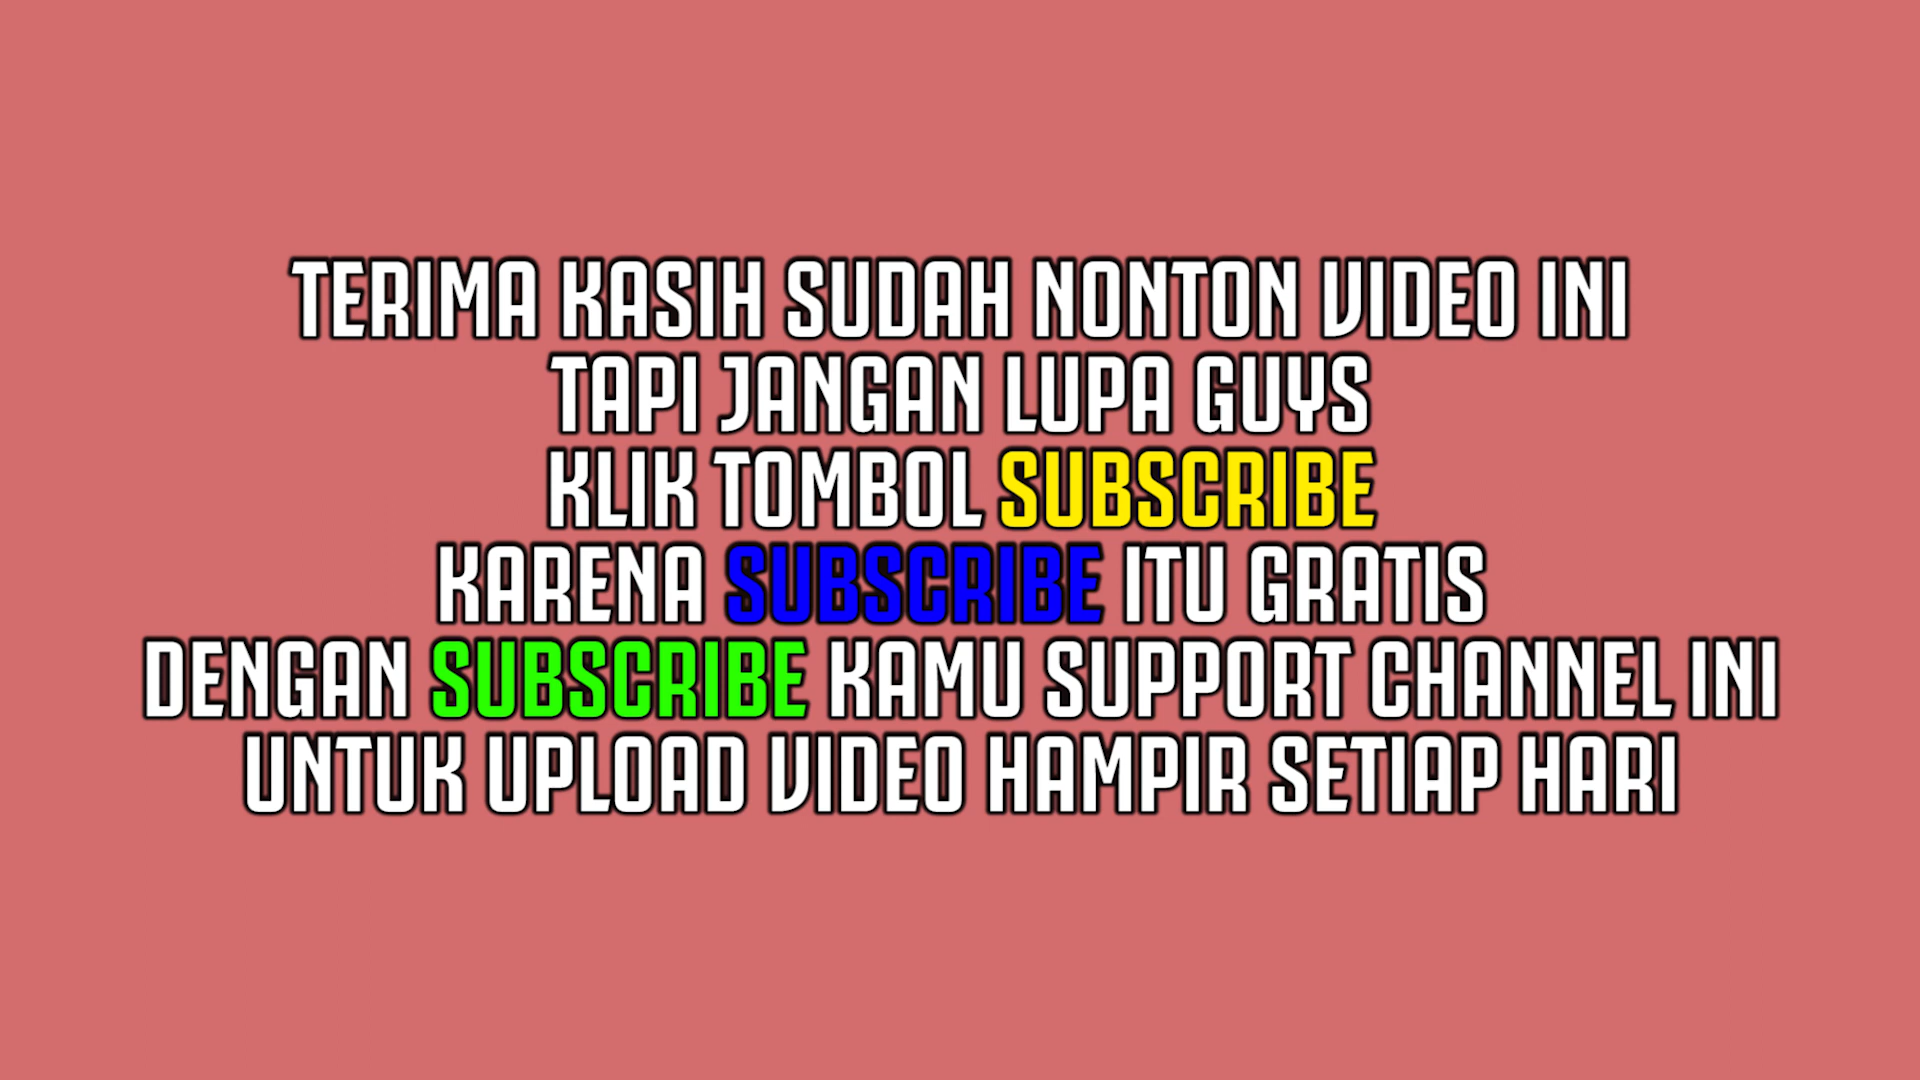 TERIMA KASIH SUDAH NONTON VIDEO INI
TAPI JANGAN LUPA GUYS
KLIK TOMBOL SUBSCRIBE
KARENA SUBSCRIBE ITU GRATIS
DENGAN SUBSCRIBE KAMU SUPPORT CHANNEL INI
UNTUK UPLOAD VIDEO HAMPIR SETIAP HARI